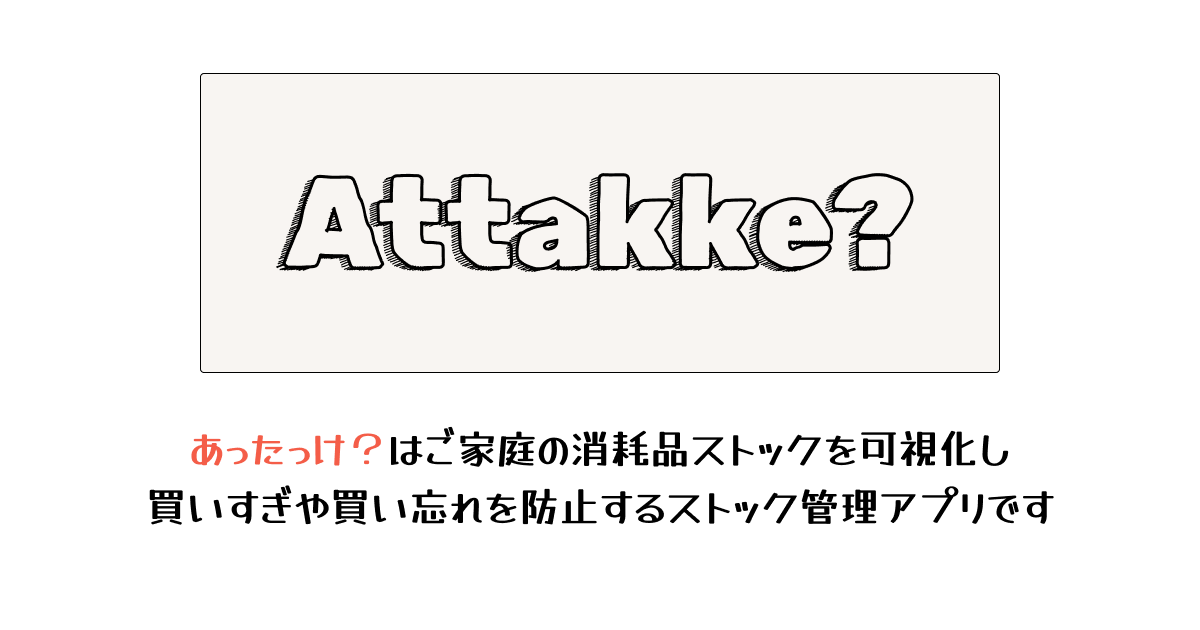 Attakke?
あったっけ？はご家庭の消耗品ストックを可視化し
買いすぎや買い忘れを防止するストック管理アプリです